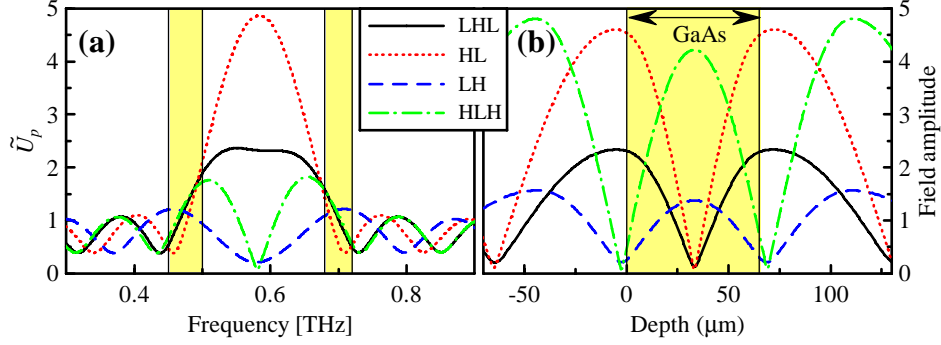 5
4
3
2
1
0
Ũₚ
(a)
0.4
0.6
0.8
Frequency [THz]
LHL
HL
LH
HLH
(b)
GaAs
-50
0
50
100
Depth (μm)
5
4
3
2
1
0
Field amplitude